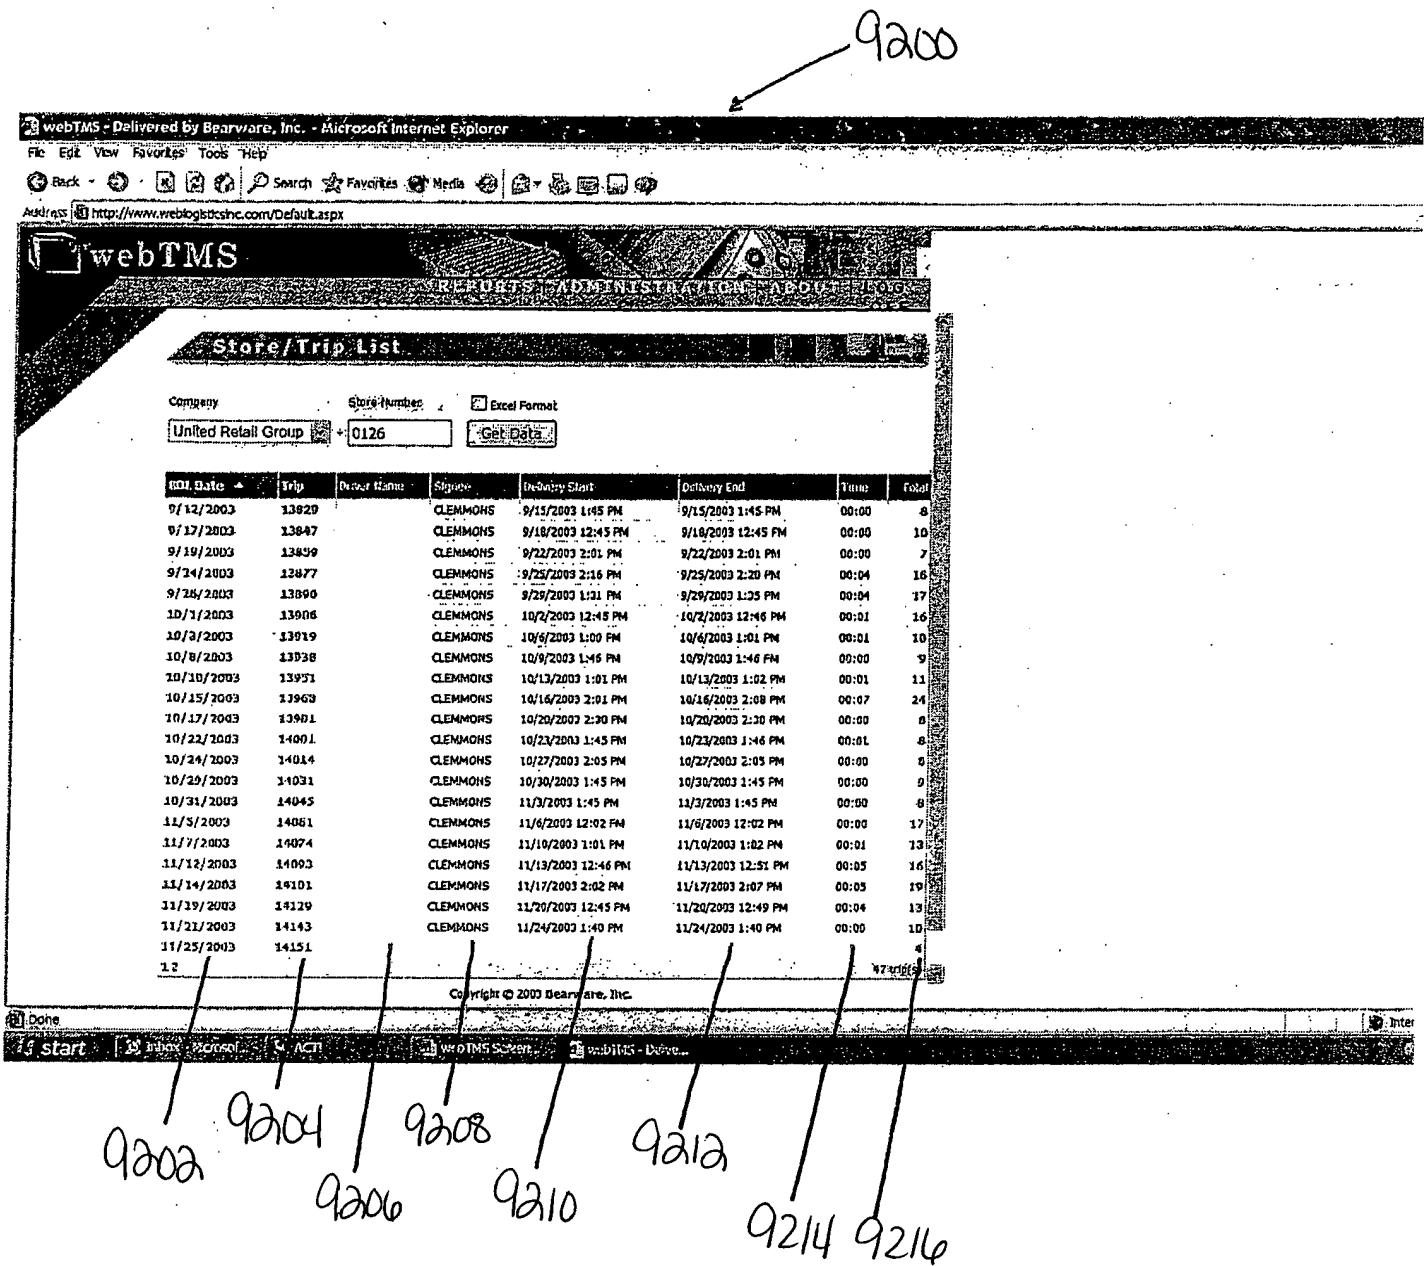 9200
webTMS - Delivered by Bearware, Inc. - Microsoft Internet Explorer
File Edit View Favorites Tools Help
Back Search Favorites Media
Address http://www.weblogisticsinc.com/Default.aspx
webTMS
REPORTS ADMINISTRATION ABOUT
Store/Trip List
Company Store Number Excel Format
United Retail Group 0126 Get Data
BOL Date Trip Driver Name Signee Delivery Start Delivery End Time Total
9/12/2003 13829 CLEMMONS 9/15/2003 1:45 PM 9/15/2003 1:45 PM 00:00 8
9/17/2003 13847 CLEMMONS 9/18/2003 12:45 PM 9/18/2003 12:45 PM 00:00 10
9/19/2003 13859 CLEMMONS 9/22/2003 2:01 PM 9/22/2003 2:01 PM 00:00 7
9/24/2003 13877 CLEMMONS 9/25/2003 2:16 PM 9/25/2003 2:20 PM 00:04 16
9/26/2003 13890 CLEMMONS 9/29/2003 1:31 PM 9/29/2003 1:35 PM 00:04 17
10/1/2003 13906 CLEMMONS 10/2/2003 12:45 PM 10/2/2003 12:46 PM 00:01 16
10/3/2003 13919 CLEMMONS 10/6/2003 1:00 PM 10/6/2003 1:01 PM 00:01 10
10/8/2003 13938 CLEMMONS 10/9/2003 1:46 PM 10/9/2003 1:46 PM 00:00 9
10/10/2003 13951 CLEMMONS 10/13/2003 1:01 PM 10/13/2003 1:02 PM 00:01 11
10/15/2003 13968 CLEMMONS 10/16/2003 2:01 PM 10/16/2003 2:08 PM 00:07 24
10/17/2003 13981 CLEMMONS 10/20/2003 2:30 PM 10/20/2003 2:30 PM 00:00
10/22/2003 14001 CLEMMONS 10/23/2003 1:45 PM 10/23/2003 1:46 PM 00:01 8
10/24/2003 14014 CLEMMONS 10/27/2003 2:05 PM 10/27/2003 2:05 PM 00:00
10/29/2003 14031 CLEMMONS 10/30/2003 1:45 PM 10/30/2003 1:45 PM 00:00 9
10/31/2003 14045 CLEMMONS 11/3/2003 1:45 PM 11/3/2003 1:45 PM 00:00 8
11/5/2003 14061 CLEMMONS 11/6/2003 12:02 PM 11/6/2003 12:02 PM 00:00 17
11/7/2003 14074 CLEMMONS 11/10/2003 1:01 PM 11/10/2003 1:02 PM 00:01 13
11/12/2003 14093 CLEMMONS 11/13/2003 12:46 PM 11/13/2003 12:51 PM 00:05 16
11/14/2003 14101 CLEMMONS 11/17/2003 2:02 PM 11/17/2003 2:07 PM 00:05 19
11/19/2003 14129 CLEMMONS 11/20/2003 12:45 PM 11/20/2003 12:49 PM 00:04 13
11/21/2003 14143 CLEMMONS 11/24/2003 1:40 PM 11/24/2003 1:40 PM 00:00 10
11/25/2003 14151 4
1 2 47 trip(s)
Copyright © 2003 Bearware, Inc.
Done Inter
start Inbox - Microsof... ACT! webTMS Screen... webTMS - Delive...
9202 9204 9206 9208 9210 9212 9214 9216